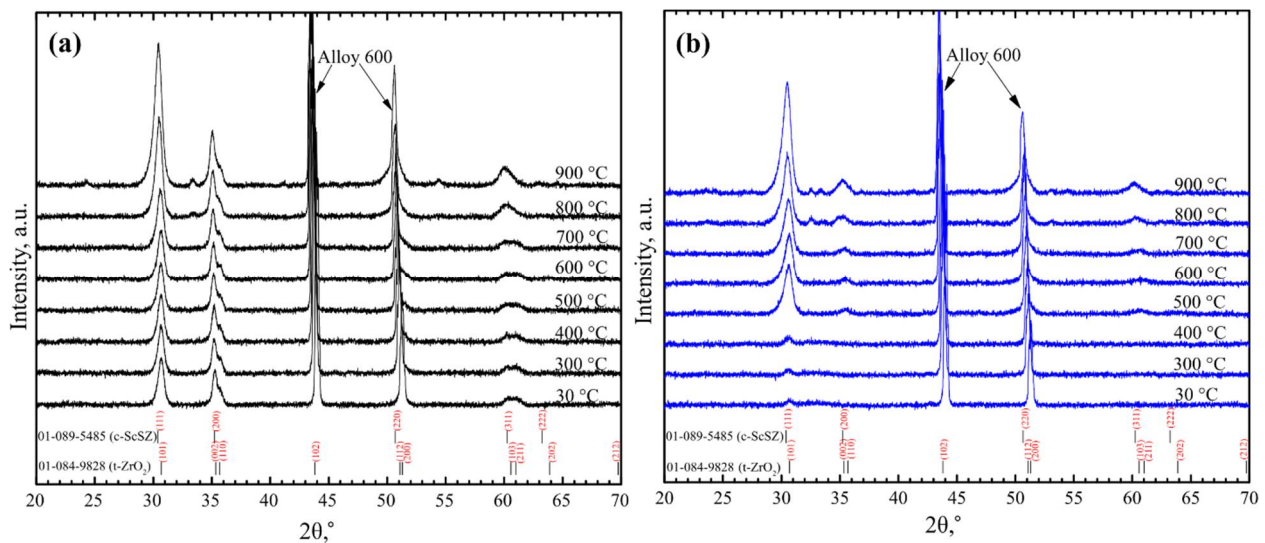 (a)
Alloy 600
Intensity, a.u.
900 °C
800 °C
700 °C
600 °C
500 °C
400 °C
300 °C
30 °C
(111)
(200)
(220)
(311)
(222)
01-089-5485 (c-ScSZ)
(101)
(002)
(110)
(102)
(112)
(200)
(103)
(211)
(202)
(212)
01-084-9828 (t-ZrO₂)
20 25 30 35 40 45 50 55 60 65 70
2θ,°
(b)
Alloy 600
Intensity, a.u.
900 °C
800 °C
700 °C
600 °C
500 °C
400 °C
300 °C
30 °C
(111)
(200)
(220)
(311)
(222)
01-089-5485 (c-ScSZ)
(101)
(002)
(110)
(102)
(112)
(200)
(103)
(211)
(202)
(212)
01-084-9828 (t-ZrO₂)
20 25 30 35 40 45 50 55 60 65 70
2θ,°